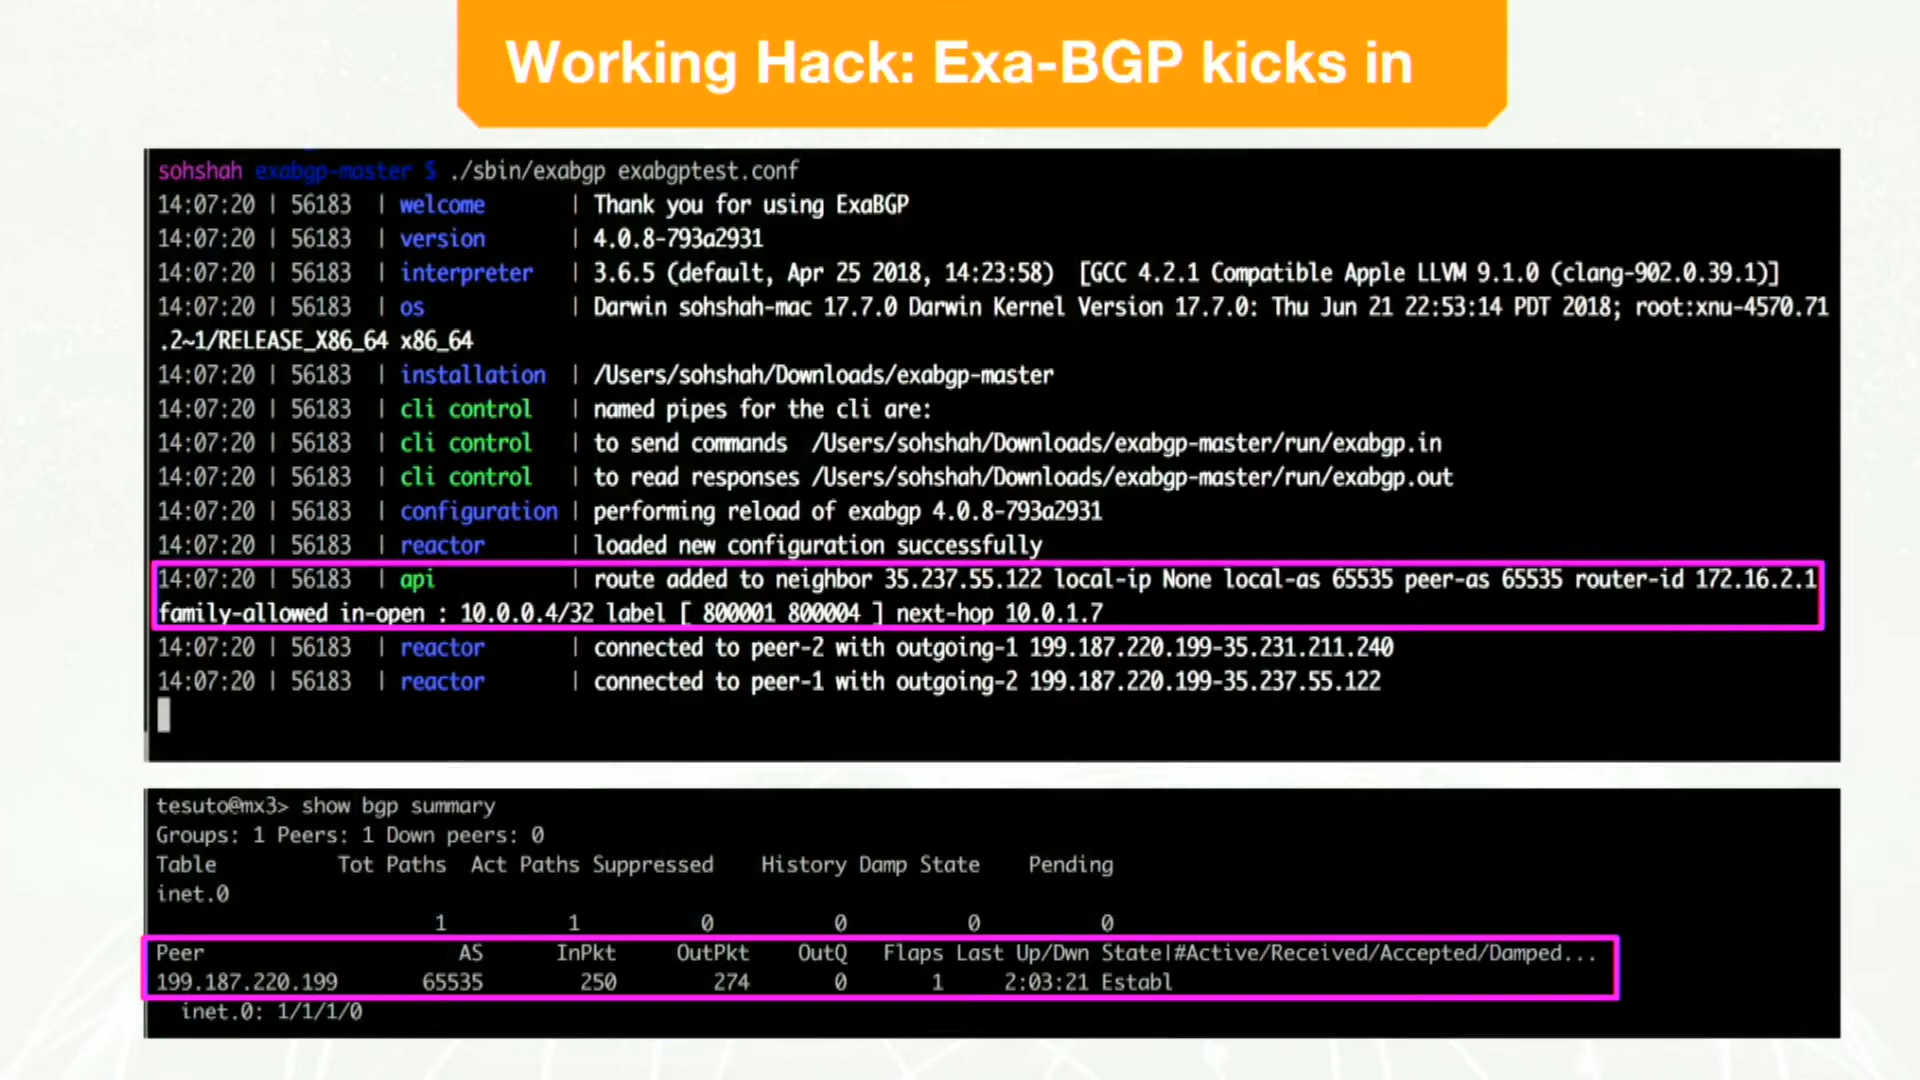 Working Hack: Exa-BGP kicks in
sohshah exabgp-master $ ./sbin/exabgp exabgptest.conf
14:07:20 | 56183 | welcome | Thank you for using ExaBGP
14:07:20 | 56183 | version | 4.0.8-793a2931
14:07:20 | 56183 | interpreter | 3.6.5 (default, Apr 25 2018, 14:23:58) [GCC 4.2.1 Compatible Apple LLVM 9.1.0 (clang-902.0.39.1)]
14:07:20 | 56183 | os | Darwin sohshah-mac 17.7.0 Darwin Kernel Version 17.7.0: Thu Jun 21 22:53:14 PDT 2018; root:xnu-4570.71
.2~1/RELEASE_X86_64 x86_64
14:07:20 | 56183 | installation | /Users/sohshah/Downloads/exabgp-master
14:07:20 | 56183 | cli control | named pipes for the cli are:
14:07:20 | 56183 | cli control | to send commands /Users/sohshah/Downloads/exabgp-master/run/exabgp.in
14:07:20 | 56183 | cli control | to read responses /Users/sohshah/Downloads/exabgp-master/run/exabgp.out
14:07:20 | 56183 | configuration | performing reload of exabgp 4.0.8-793a2931
14:07:20 | 56183 | reactor | loaded new configuration successfully
14:07:20 | 56183 | api | route added to neighbor 35.237.55.122 local-ip None local-as 65535 peer-as 65535 router-id 172.16.2.1
family-allowed in-open : 10.0.0.4/32 label [ 800001 800004 ] next-hop 10.0.1.7
14:07:20 | 56183 | reactor | connected to peer-2 with outgoing-1 199.187.220.199-35.231.211.240
14:07:20 | 56183 | reactor | connected to peer-1 with outgoing-2 199.187.220.199-35.237.55.122
tesuto@mx3> show bgp summary
Groups: 1 Peers: 1 Down peers: 0
Table Tot Paths Act Paths Suppressed History Damp State Pending
inet.0
1 1 0 0 0 0
Peer AS InPkt OutPkt OutQ Flaps Last Up/Dwn State|#Active/Received/Accepted/Damped...
199.187.220.199 65535 250 274 0 1 2:03:21 Establ
inet.0: 1/1/1/0